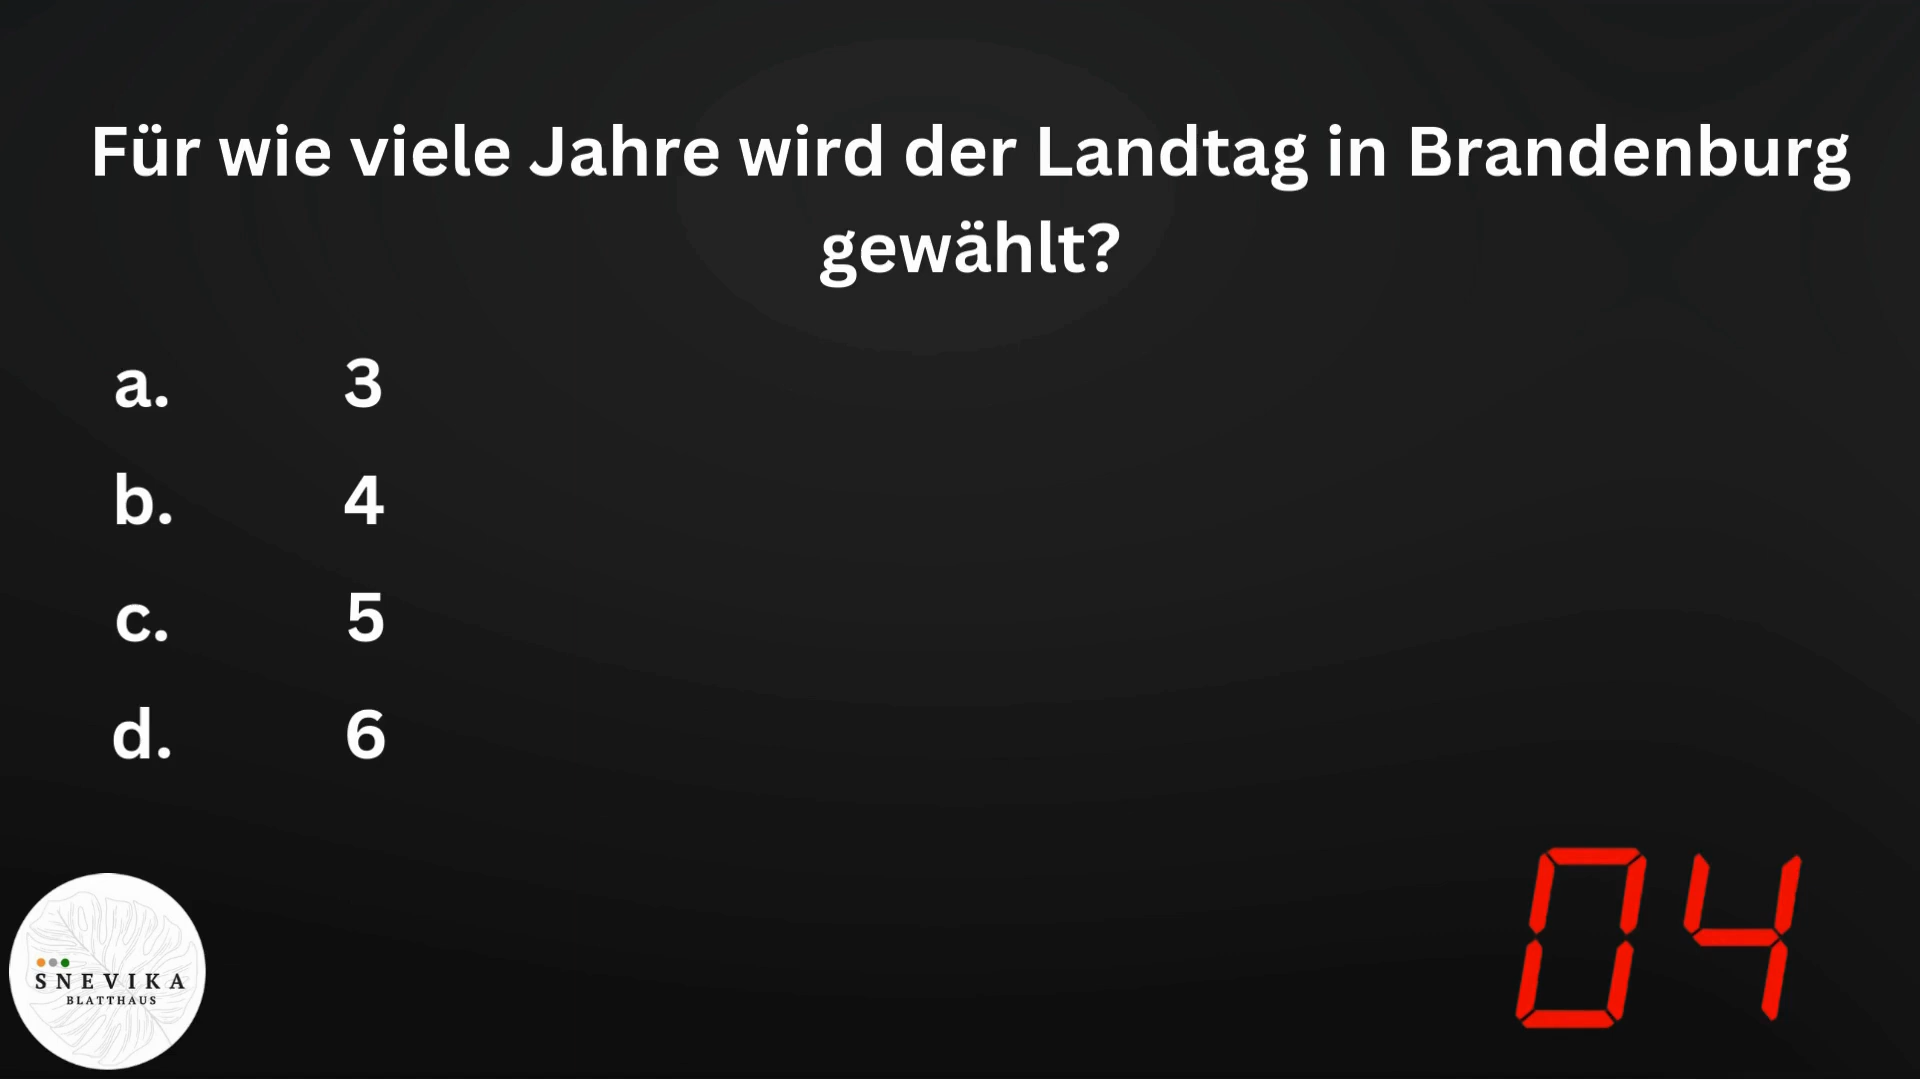 Für wie viele Jahre wird der Landtag in Brandenburg
gewählt?
a. 3
b. 4
c. 5
d. 6
SNEVIKA
BLATTHAUS
04